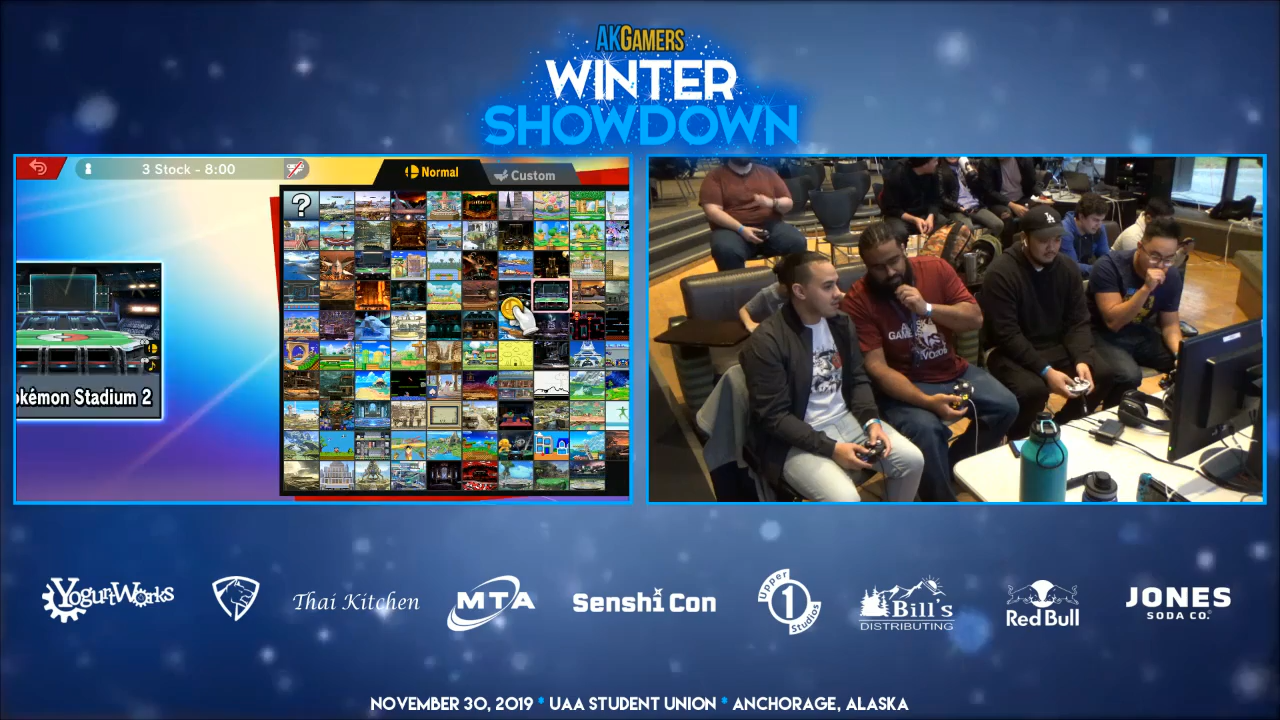 AKGAMERS
WINTER
SHOWDOWN
3 Stock - 8:00
Normal
Custom
?
okémon Stadium 2
LA
YogurtWorks
Thai Kitchen
MTA
Senshi Con
Upper
1
Studios
Bill's
DISTRIBUTING
Red Bull
JONES
SODA CO.
NOVEMBER 30, 2019 * UAA STUDENT UNION * ANCHORAGE, ALASKA